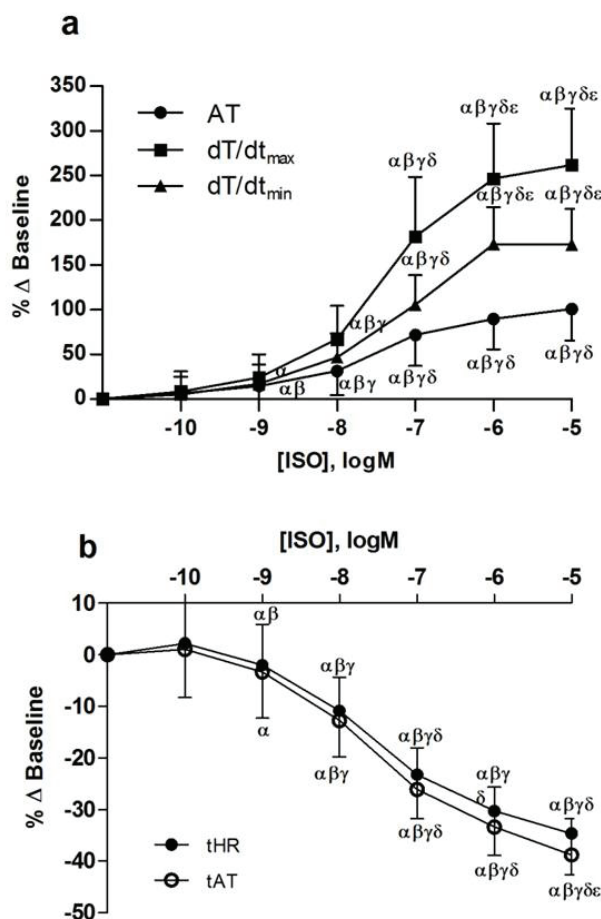 a
350
300
250
200
150
100
50
0
% Δ Baseline
AT
dT/dtmax
dT/dtmin
α
αβ
αβγ
αβγ
αβγδ
αβγδ
αβγδ
αβγδε
αβγδε
αβγδ
αβγδε
αβγδε
αβγδ
-10 -9 -8 -7 -6 -5
[ISO], logM
b
[ISO], logM
-10 -9 -8 -7 -6 -5
10
0
-10
-20
-30
-40
-50
% Δ Baseline
αβ
α
αβγ
αβγ
αβγδ
αβγδ
αβγ
δ
αβγδ
αβγδ
αβγδε
tHR
tAT